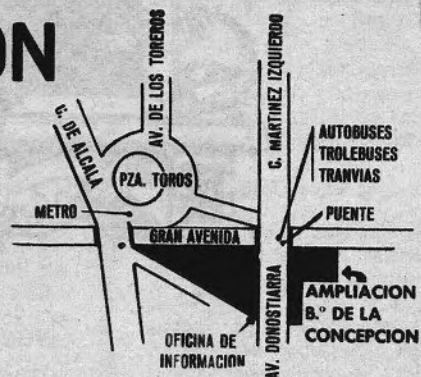 ON
AV. DE LOS TOREROS
C. MARTINEZ IZQUIERDO
C. DE ALCALA
PZA. TOROS
AUTOBUSES
TROLEBUSES
TRANVIAS
METRO
PUENTE
GRAN AVENIDA
AMPLIACION
B.º DE LA
CONCEPCION
OFICINA DE
INFORMACION
AV. DONOSTIARRA